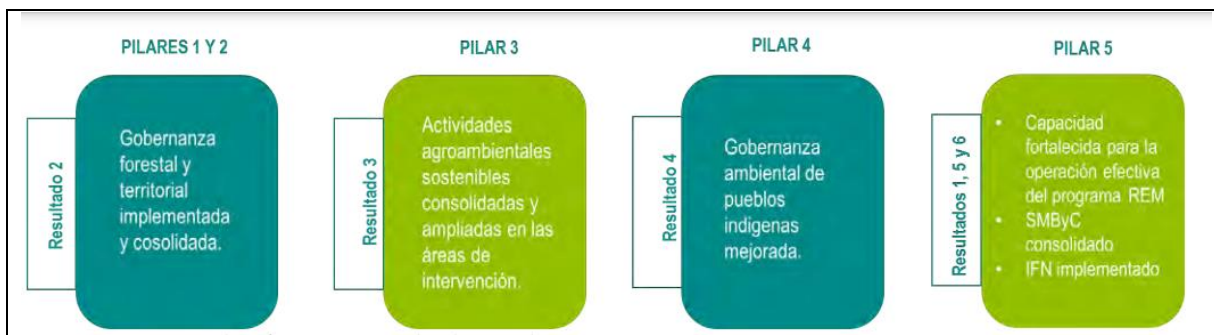 PILARES 1 Y 2
Resultado 2
Gobernanza
forestal y
territorial
implementada
y cosolidada.
PILAR 3
Resultado 3
Actividades
agroambientales
sostenibles
consolidadas y
ampliadas en las
áreas de
intervención.
PILAR 4
Resultado 4
Gobernanza
ambiental de
pueblos
indigenas
mejorada.
PILAR 5
Resultados 1, 5 y 6
• Capacidad
fortalecida para la
operación efectiva
del programa REM
• SMByC
consolidado
• IFN implementado